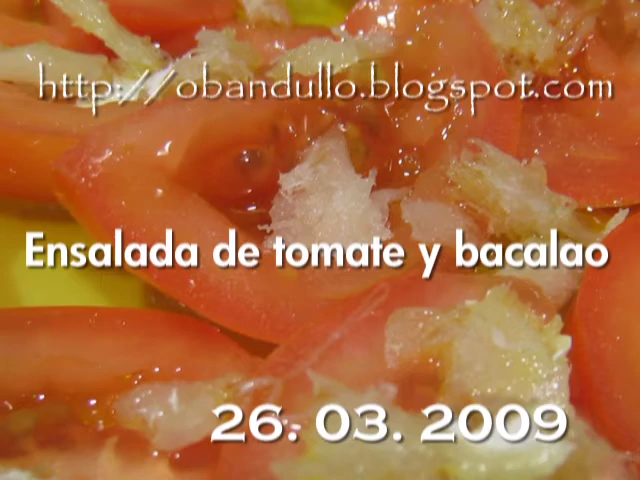 http://obandullo.blogspot.com
Ensalada de tomate y bacalao
26. 03. 2009